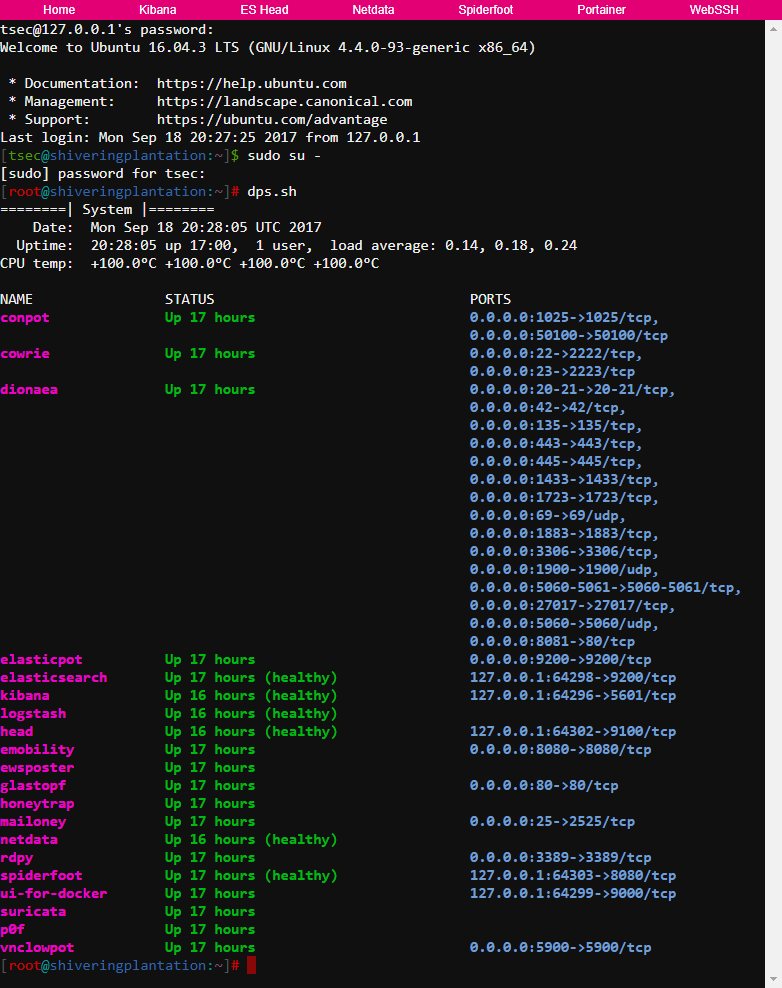 Home Kibana ES Head Netdata Spiderfoot Portainer WebSSH
tsec@127.0.0.1's password:
Welcome to Ubuntu 16.04.3 LTS (GNU/Linux 4.4.0-93-generic x86_64)
* Documentation:  https://help.ubuntu.com
* Management:     https://landscape.canonical.com
* Support:        https://ubuntu.com/advantage
Last login: Mon Sep 18 20:27:25 2017 from 127.0.0.1
[tsec@shiveringplantation:~]$ sudo su -
[sudo] password for tsec:
[root@shiveringplantation:~]# dps.sh
========| System |========
Date:  Mon Sep 18 20:28:05 UTC 2017
Uptime:  20:28:05 up 17:00,  1 user,  load average: 0.14, 0.18, 0.24
CPU temp:  +100.0°C +100.0°C +100.0°C +100.0°C
NAME STATUS PORTS
conpot Up 17 hours 0.0.0.0:1025->1025/tcp,
0.0.0.0:50100->50100/tcp
cowrie Up 17 hours 0.0.0.0:22->2222/tcp,
0.0.0.0:23->2223/tcp
dionaea Up 17 hours 0.0.0.0:20-21->20-21/tcp,
0.0.0.0:42->42/tcp,
0.0.0.0:135->135/tcp,
0.0.0.0:443->443/tcp,
0.0.0.0:445->445/tcp,
0.0.0.0:1433->1433/tcp,
0.0.0.0:1723->1723/tcp,
0.0.0.0:69->69/udp,
0.0.0.0:1883->1883/tcp,
0.0.0.0:3306->3306/tcp,
0.0.0.0:1900->1900/udp,
0.0.0.0:5060-5061->5060-5061/tcp,
0.0.0.0:27017->27017/tcp,
0.0.0.0:5060->5060/udp,
0.0.0.0:8081->80/tcp
elasticpot Up 17 hours 0.0.0.0:9200->9200/tcp
elasticsearch Up 17 hours (healthy) 127.0.0.1:64298->9200/tcp
kibana Up 16 hours (healthy) 127.0.0.1:64296->5601/tcp
logstash Up 16 hours (healthy)
head Up 16 hours (healthy) 127.0.0.1:64302->9100/tcp
emobility Up 17 hours 0.0.0.0:8080->8080/tcp
ewsposter Up 17 hours
glastopf Up 17 hours 0.0.0.0:80->80/tcp
honeytrap Up 17 hours
mailoney Up 17 hours 0.0.0.0:25->2525/tcp
netdata Up 16 hours (healthy)
rdpy Up 17 hours 0.0.0.0:3389->3389/tcp
spiderfoot Up 17 hours (healthy) 127.0.0.1:64303->8080/tcp
ui-for-docker Up 17 hours 127.0.0.1:64299->9000/tcp
suricata Up 17 hours
p0f Up 17 hours
vnclowpot Up 17 hours 0.0.0.0:5900->5900/tcp
[root@shiveringplantation:~]#